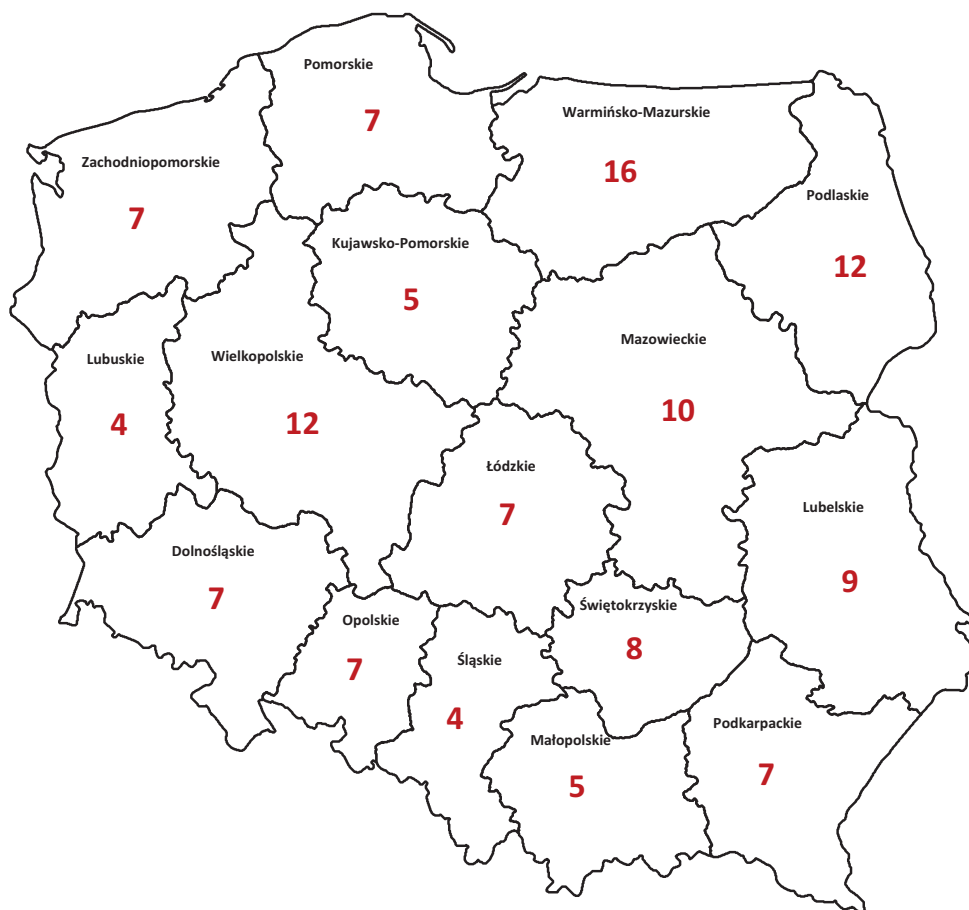 Pomorskie
7
Warmińsko-Mazurskie
16
Zachodniopomorskie
7
Podlaskie
12
Kujawsko-Pomorskie
5
Mazowieckie
10
Lubuskie
4
Wielkopolskie
12
Łódzkie
7
Lubelskie
9
Dolnośląskie
7
Opolskie
7
Śląskie
4
Świętokrzyskie
8
Małopolskie
5
Podkarpackie
7